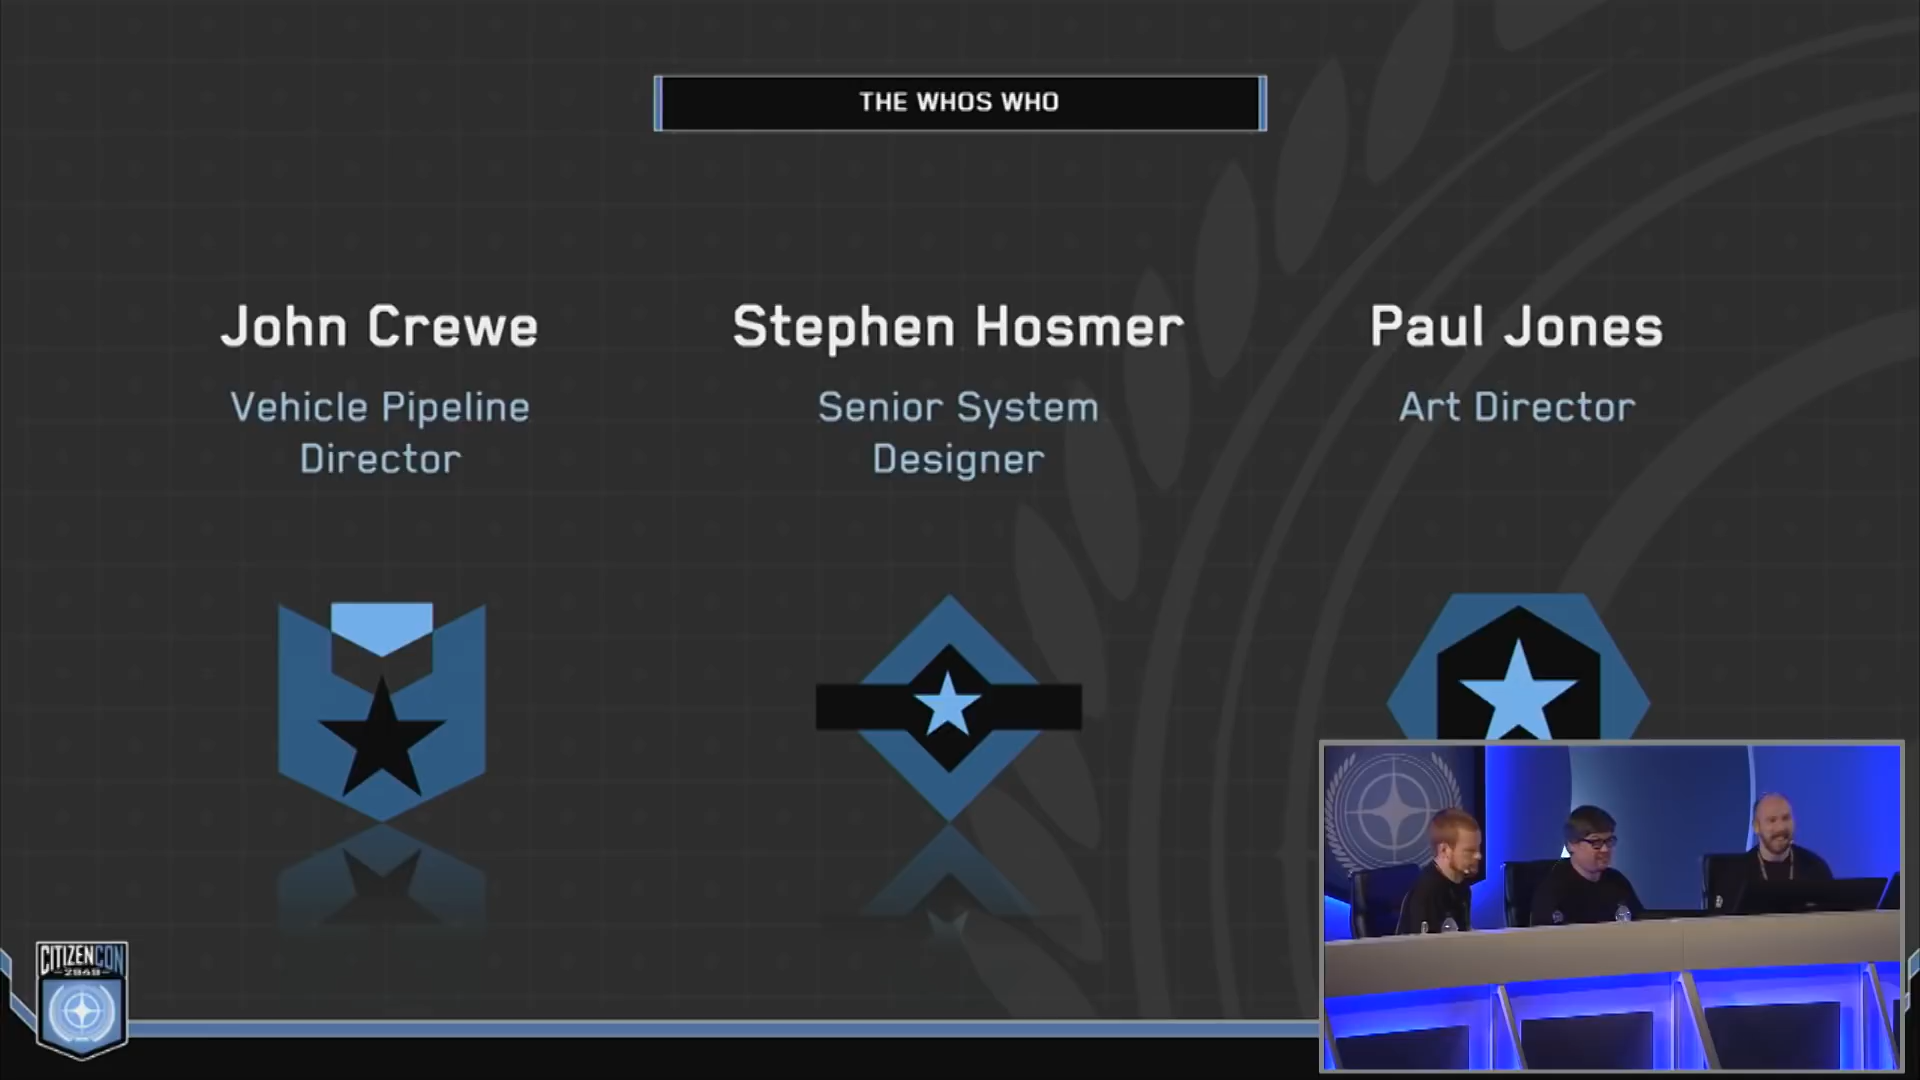 THE WHOS WHO
John Crewe
Vehicle Pipeline
Director
Stephen Hosmer
Senior System
Designer
Paul Jones
Art Director
CITIZENCON
2949